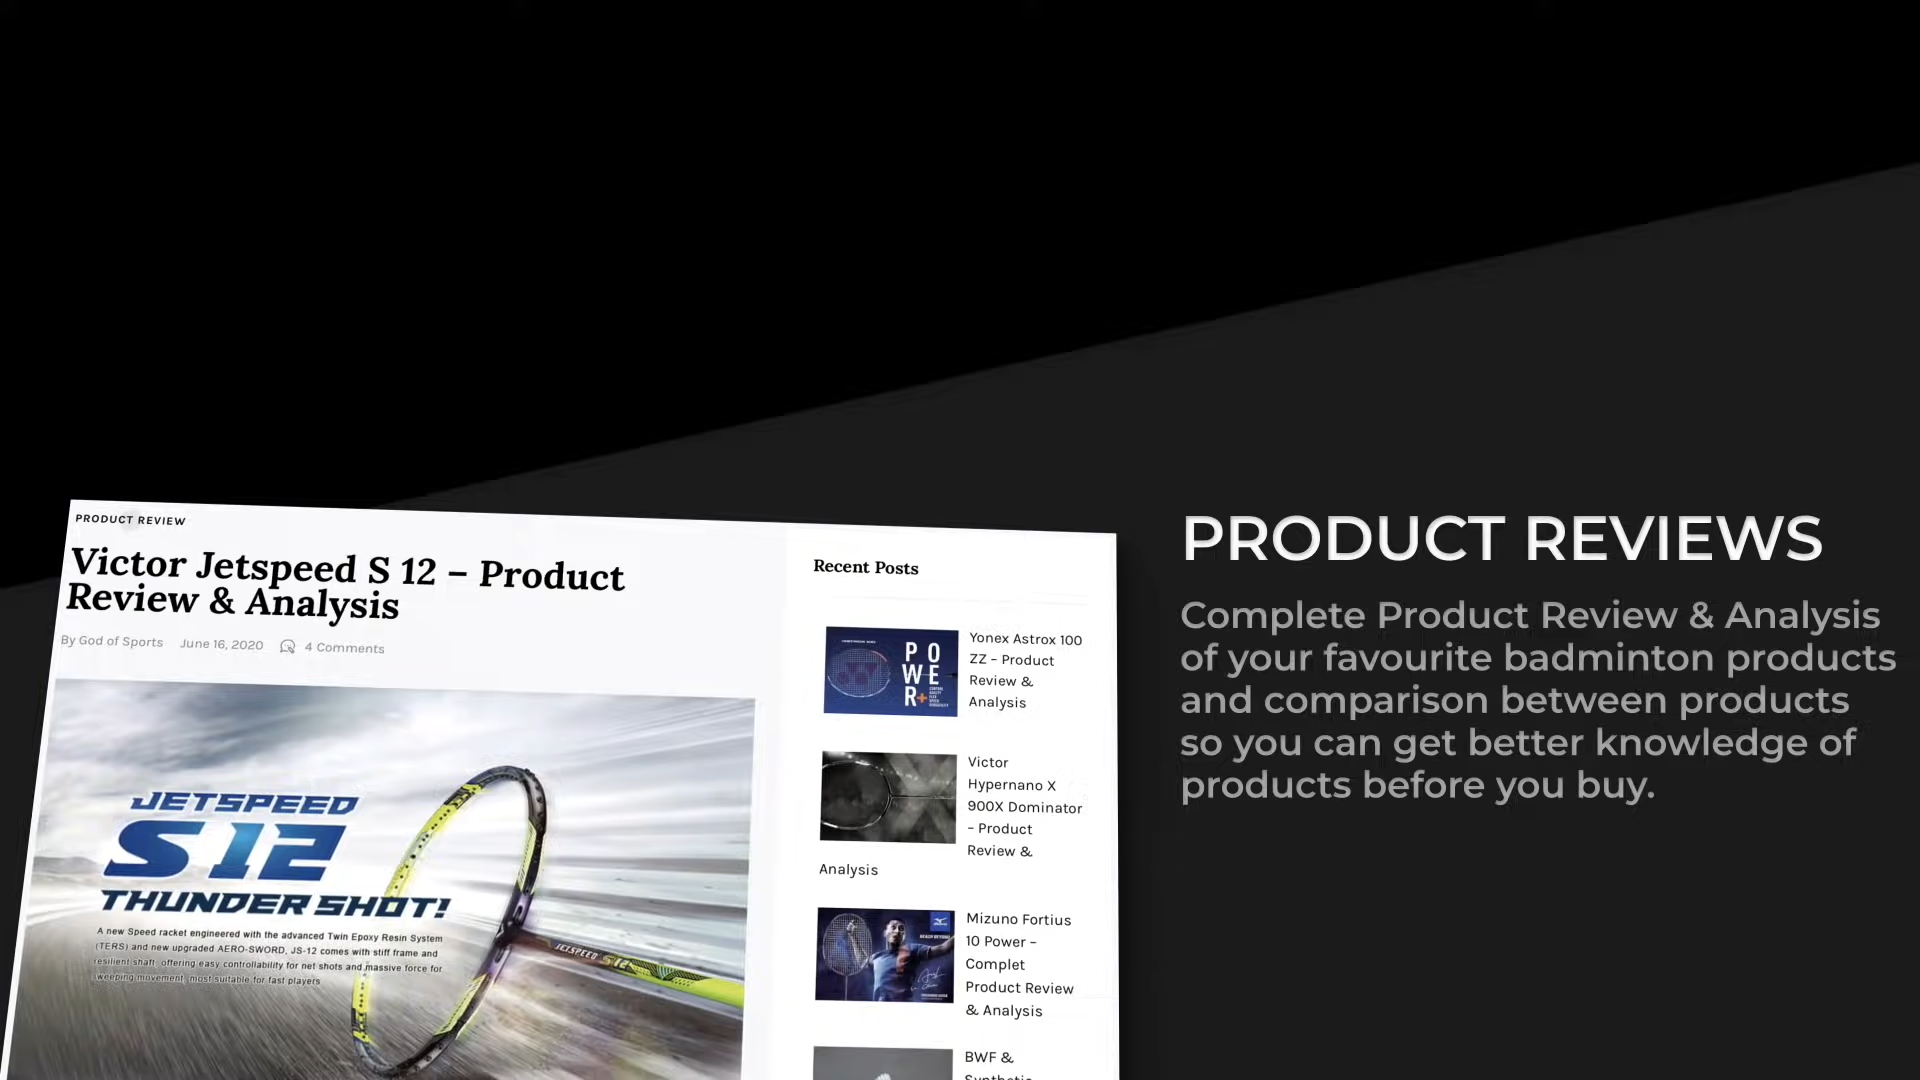 PRODUCT REVIEW
Victor Jetspeed S 12 – Product
Review & Analysis
By God of Sports June 16, 2020 4 Comments
JETSPEED
S 12
THUNDER SHOT!
A new Speed racket engineered with the advanced Twin Epoxy Resin System
(TERS) and new upgraded AERO-SWORD, JS-12 comes with stiff frame and
resilient shaft, offering easy controllability for net shots and massive force for
weeping movement, most suitable for fast players
JETSPEED S 12
Recent Posts
PO
WE
R+
Yonex Astrox 100
ZZ – Product
Review &
Analysis
Victor
Hypernano X
900X Dominator
– Product
Review &
Analysis
Mizuno Fortius
10 Power –
Complet
Product Review
& Analysis
BWF &
Synthetic
PRODUCT REVIEWS
Complete Product Review & Analysis
of your favourite badminton products
and comparison between products
so you can get better knowledge of
products before you buy.